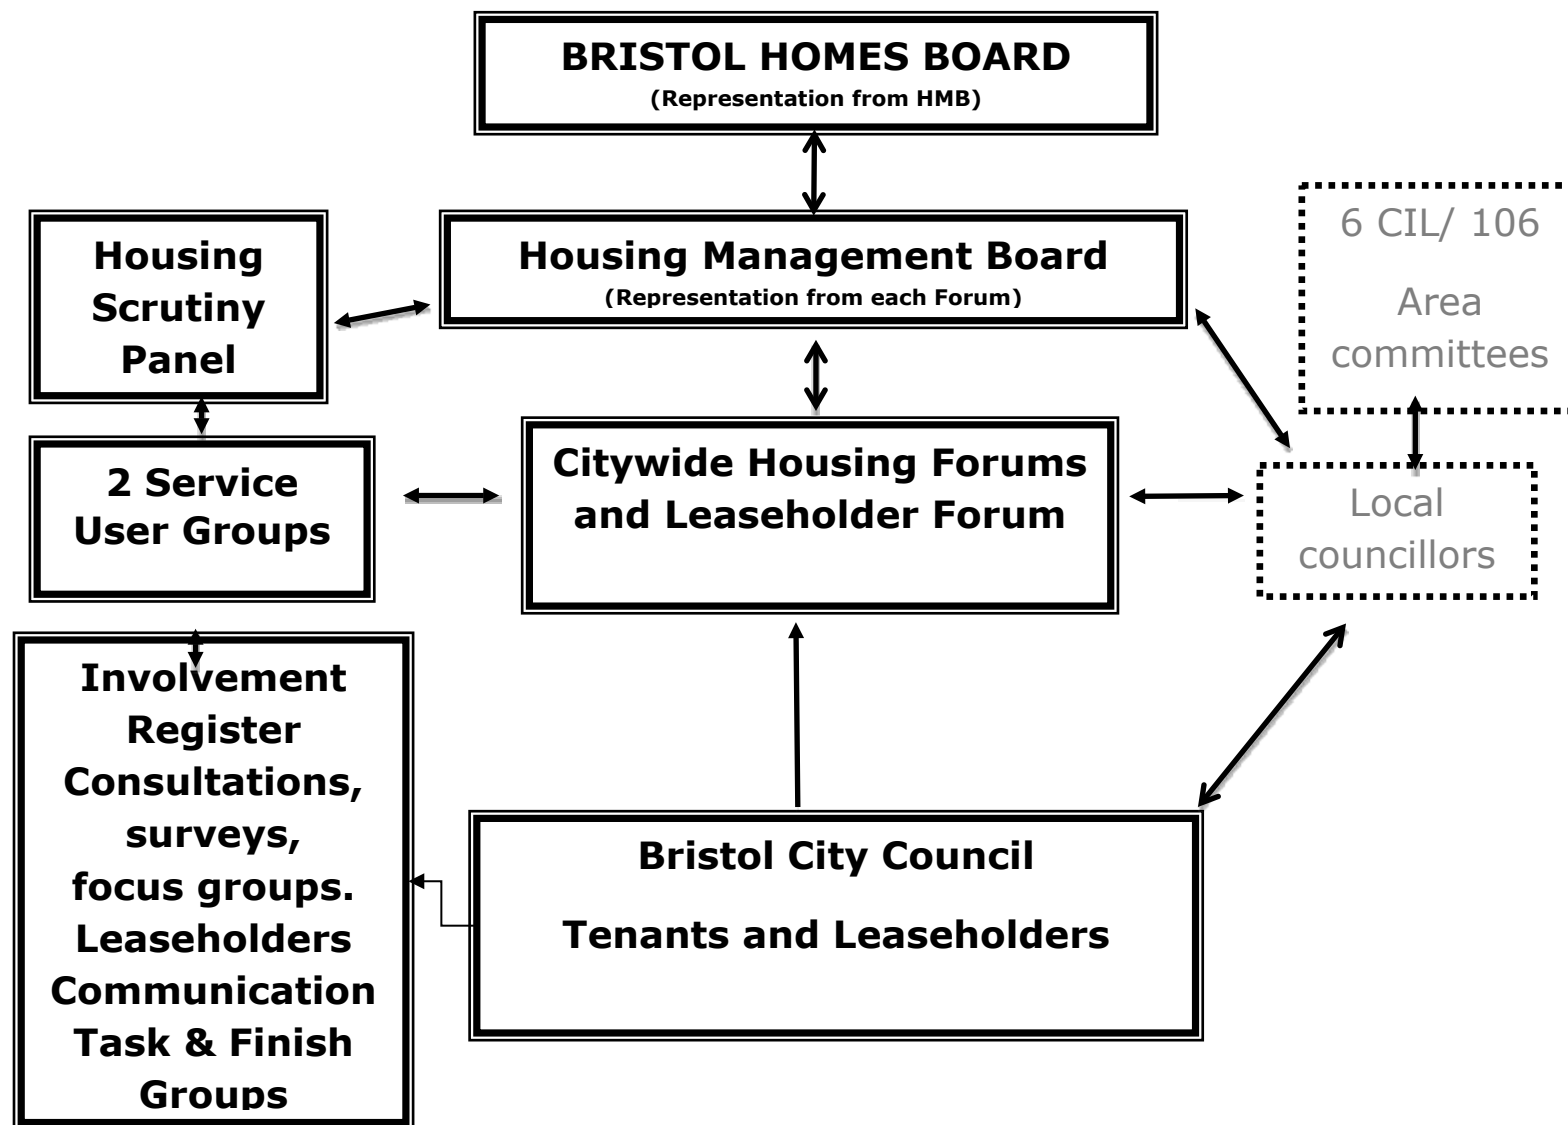 BRISTOL HOMES BOARD
(Representation from HMB)
Housing
Scrutiny
Panel
Housing Management Board
(Representation from each Forum)
6 CIL/ 106
Area
committees
2 Service
User Groups
Citywide Housing Forums
and Leaseholder Forum
Local
councillors
Involvement
Register
Consultations,
surveys,
focus groups.
Leaseholders
Communication
Task & Finish
Groups
Bristol City Council
Tenants and Leaseholders